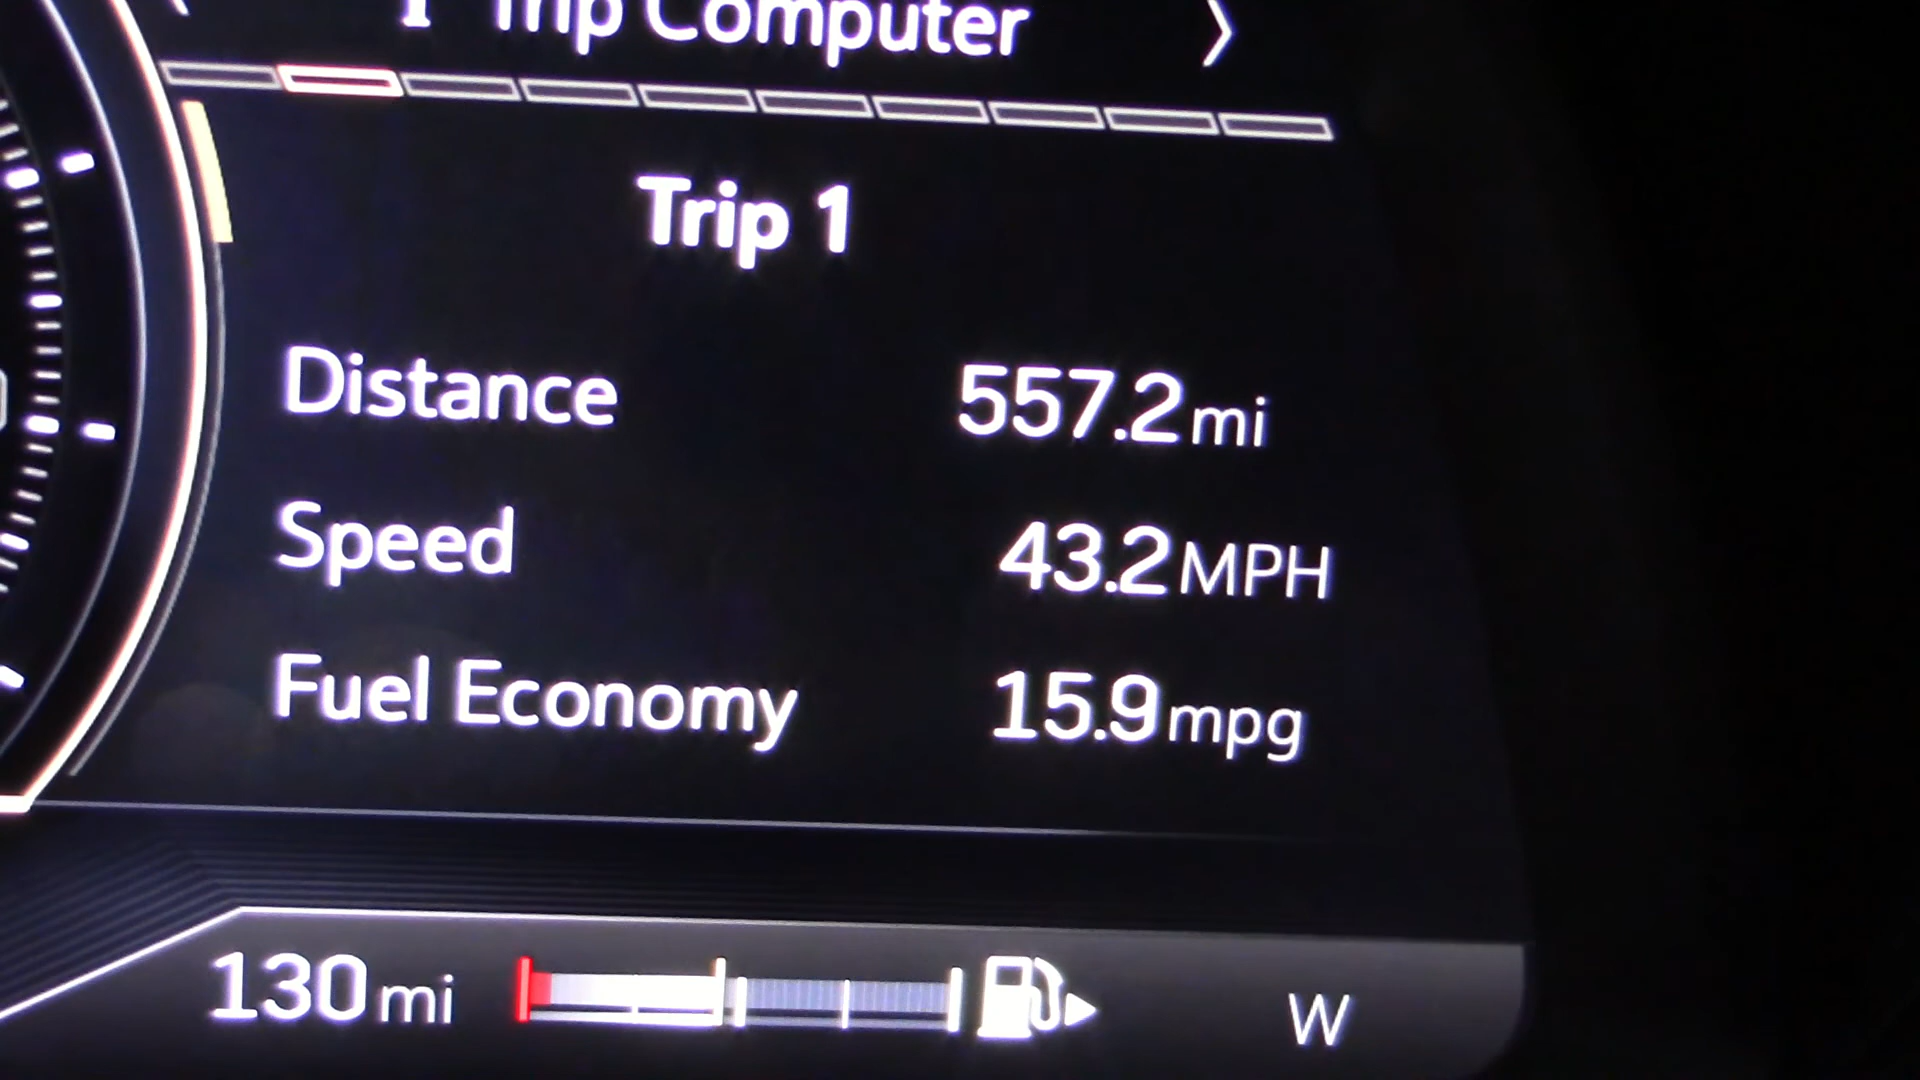 Trip Computer
Trip 1
Distance 557.2 mi
Speed 43.2 MPH
Fuel Economy 15.9 mpg
130 mi W